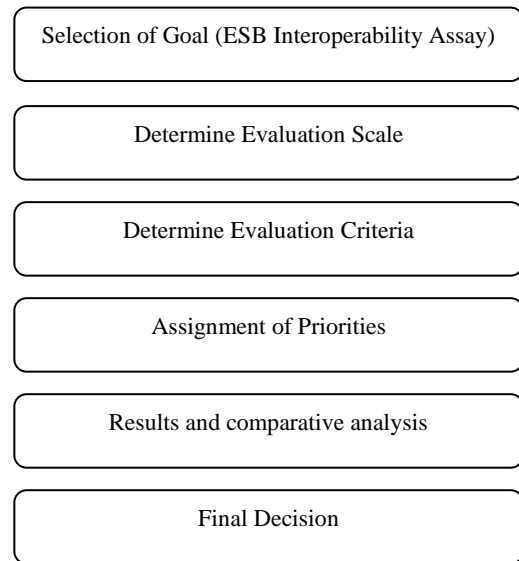 Selection of Goal (ESB Interoperability Assay)
Determine Evaluation Scale
Determine Evaluation Criteria
Assignment of Priorities
Results and comparative analysis
Final Decision